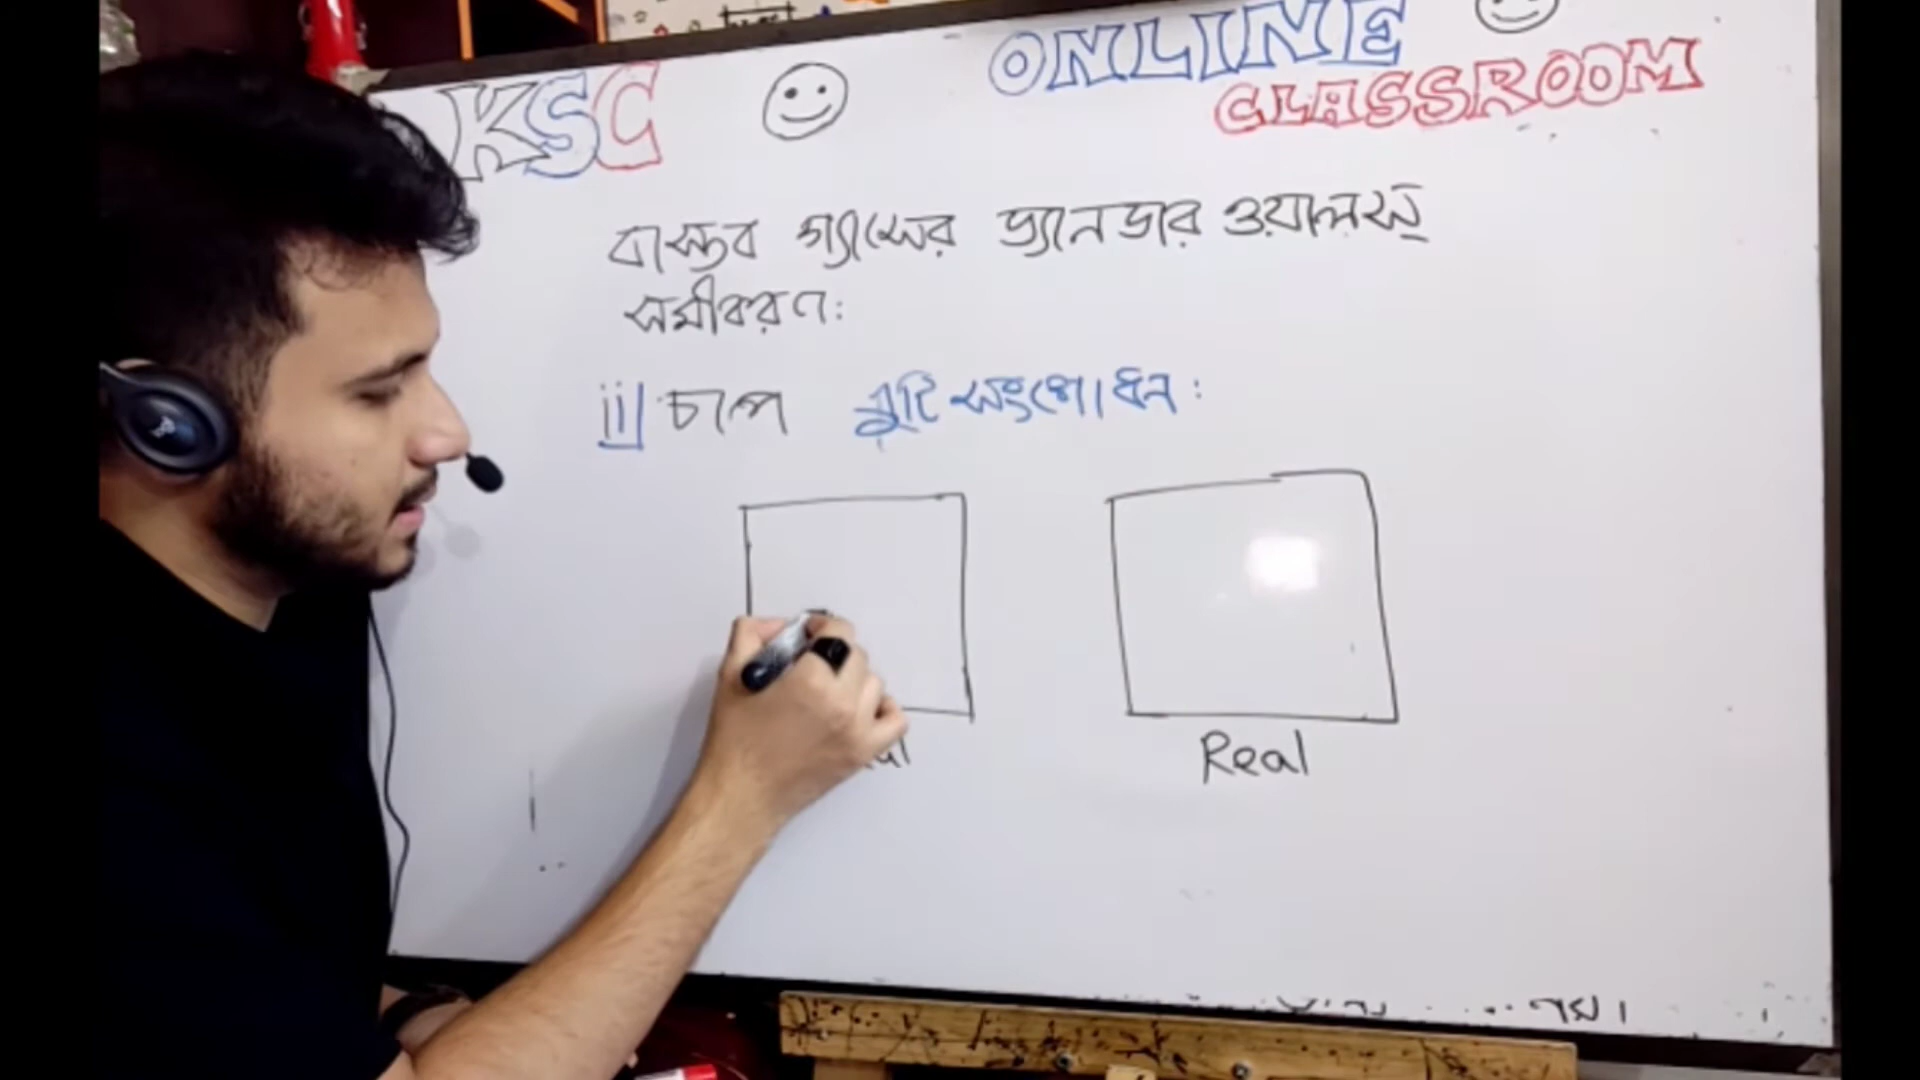 KSC
ONLINE
CLASSROOM
বাস্তব গ্যাসের ভ্যানডার ওয়ালস্
সমীকরণ:
ii) চাপ ত্রুটি সংশোধন:
Real